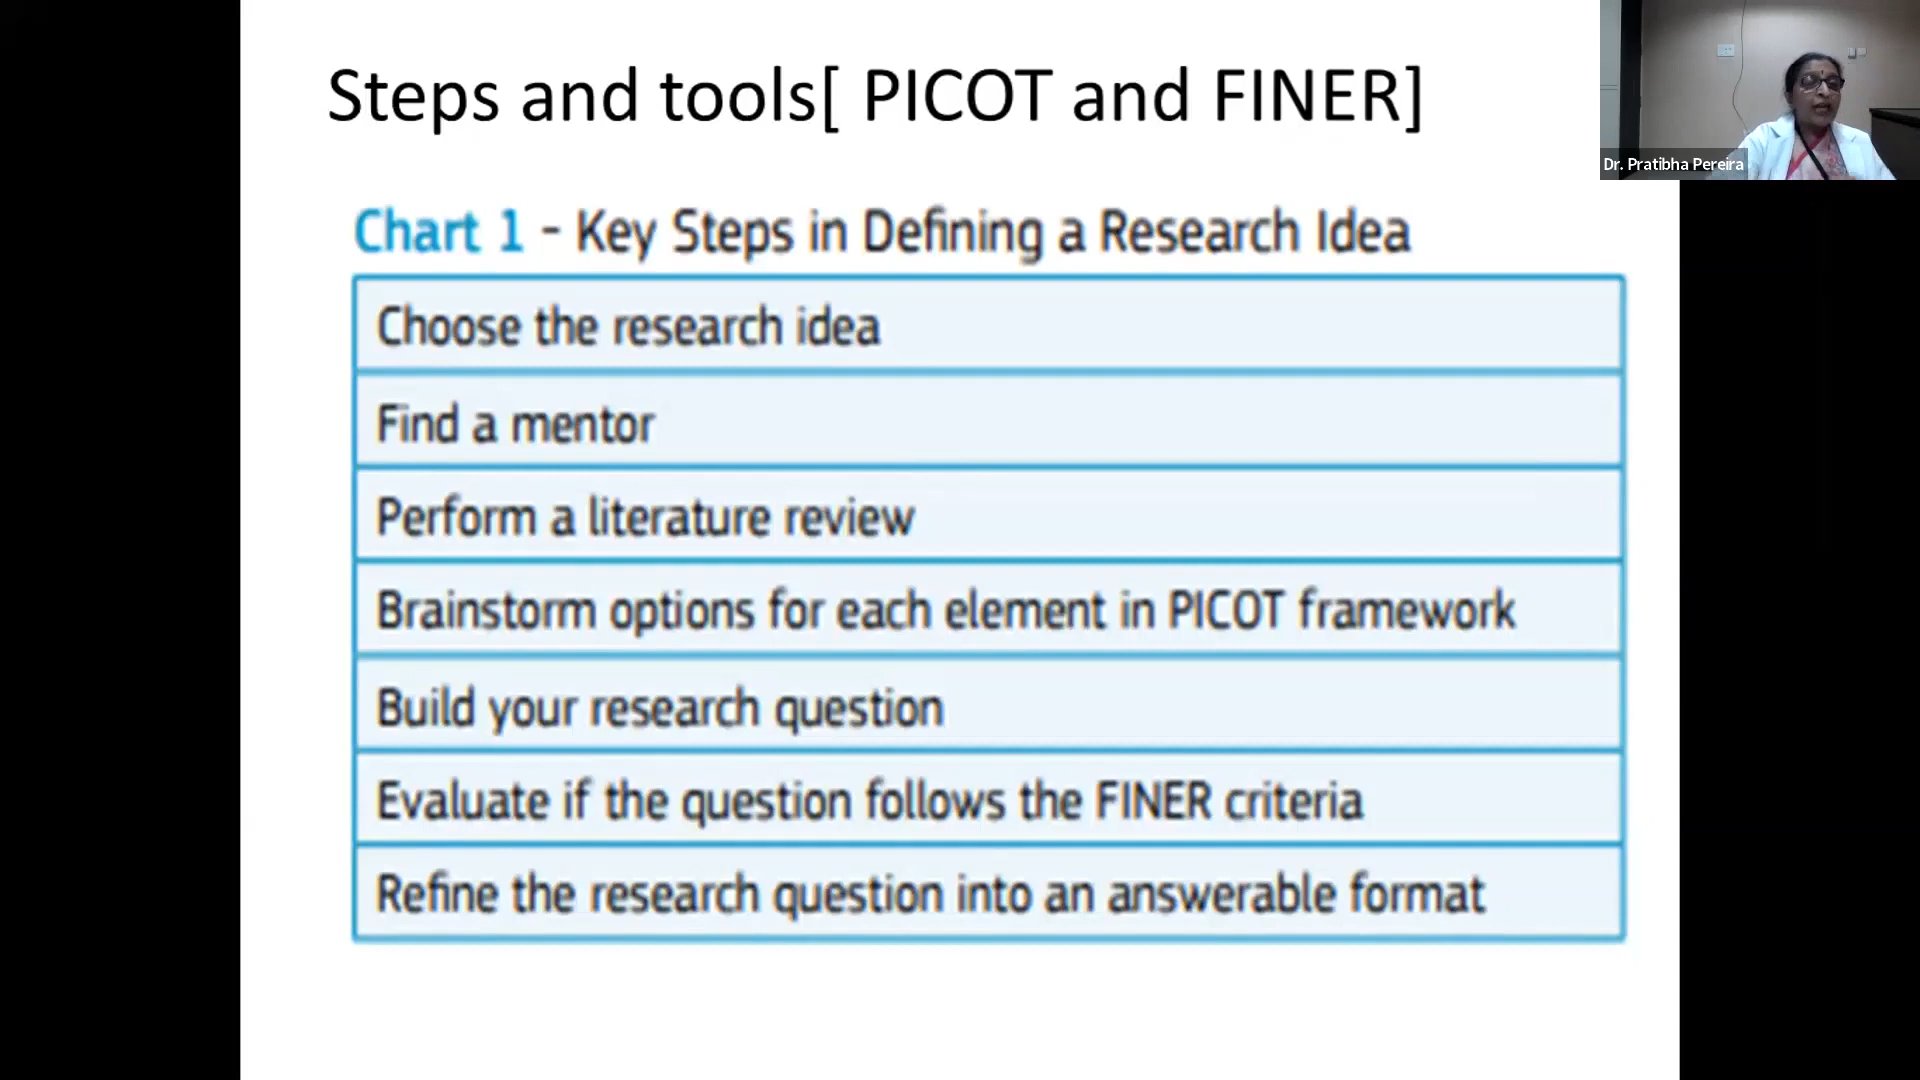 Steps and tools[ PICOT and FINER]
Dr. Pratibha Pereira
Chart 1 - Key Steps in Defining a Research Idea
Choose the research idea
Find a mentor
Perform a literature review
Brainstorm options for each element in PICOT framework
Build your research question
Evaluate if the question follows the FINER criteria
Refine the research question into an answerable format